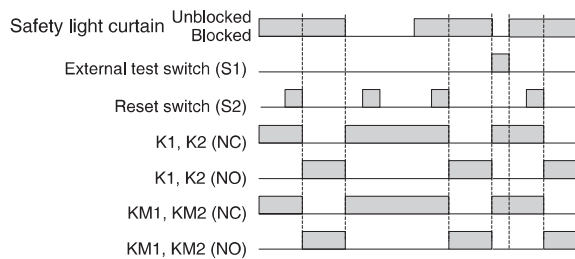 Safety light curtain Unblocked
Blocked
External test switch (S1)
Reset switch (S2)
K1, K2 (NC)
K1, K2 (NO)
KM1, KM2 (NC)
KM1, KM2 (NO)